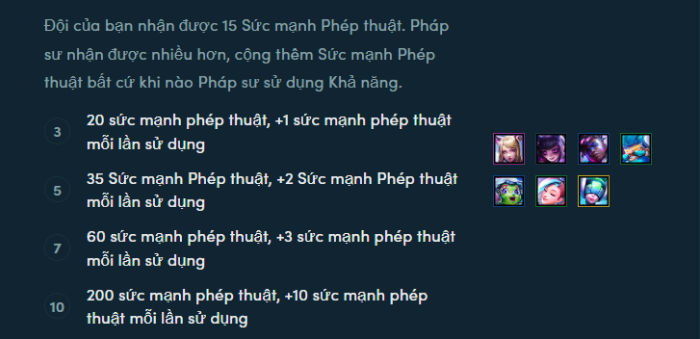 Đội của bạn nhận được 15 Sức mạnh Phép thuật. Pháp
sư nhận được nhiều hơn, cộng thêm Sức mạnh Phép
thuật bất cứ khi nào Pháp sư sử dụng Khả năng.
3
20 sức mạnh phép thuật, +1 sức mạnh phép thuật
mỗi lần sử dụng
5
35 Sức mạnh Phép thuật, +2 Sức mạnh Phép thuật
mỗi lần sử dụng
7
60 sức mạnh phép thuật, +3 sức mạnh phép thuật
mỗi lần sử dụng
10
200 sức mạnh phép thuật, +10 sức mạnh phép
thuật mỗi lần sử dụng